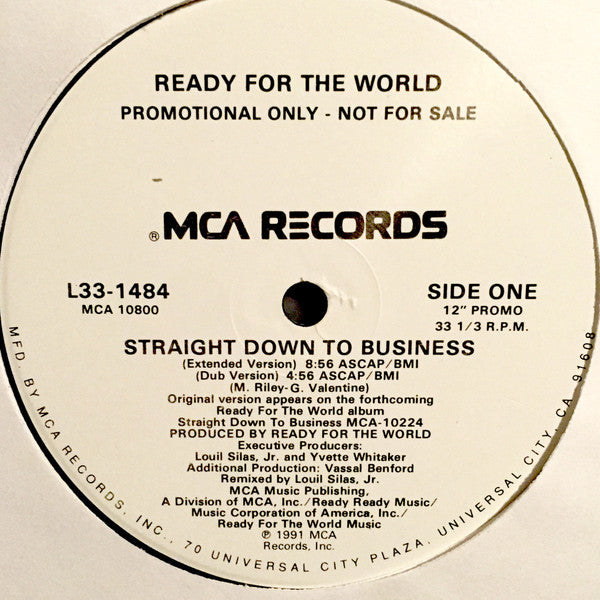 READY FOR THE WORLD
PROMOTIONAL ONLY - NOT FOR SALE
®MCA RECORDS
L33-1484
MCA 10800
SIDE ONE
12" PROMO
33 1/3 R.P.M.
STRAIGHT DOWN TO BUSINESS
(Extended Version) 8:56 ASCAP/BMI
(Dub Version) 4:56 ASCAP/BMI
(M. Riley-G. Valentine)
Original version appears on the forthcoming
Ready For The World album
Straight Down To Business MCA-10224
PRODUCED BY READY FOR THE WORLD
Executive Producers:
Louil Silas, Jr. and Yvette Whitaker
Additional Production: Vassal Benford
Remixed by Louil Silas, Jr.
MCA Music Publishing,
A Division of MCA, Inc./Ready Ready Music/
Music Corporation of America, Inc./
Ready For The World Music
℗ 1991 MCA
Records, Inc.
MFD. BY MCA RECORDS, INC., 70 UNIVERSAL CITY PLAZA, UNIVERSAL CITY, CA. 91608